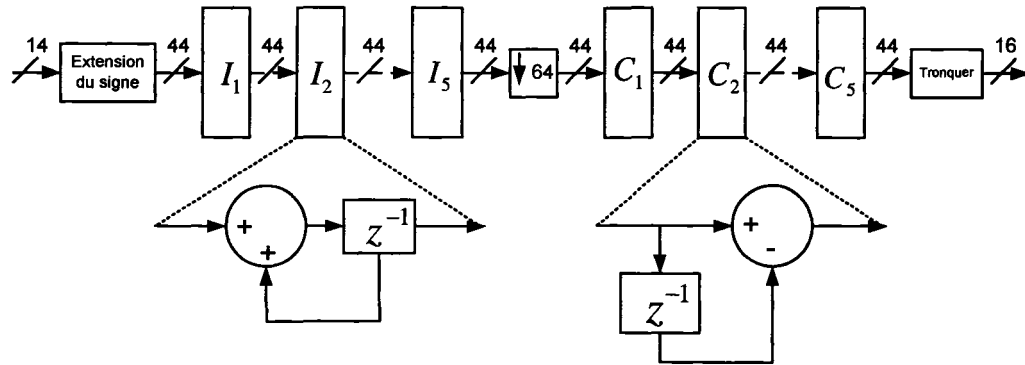 14 44 44 44 44 44 44 44 44 16
Extension du signe
I₁
I₂
I₅
↓ 64
C₁
C₂
C₅
Tronquer
+
+
z⁻¹
+
-
z⁻¹